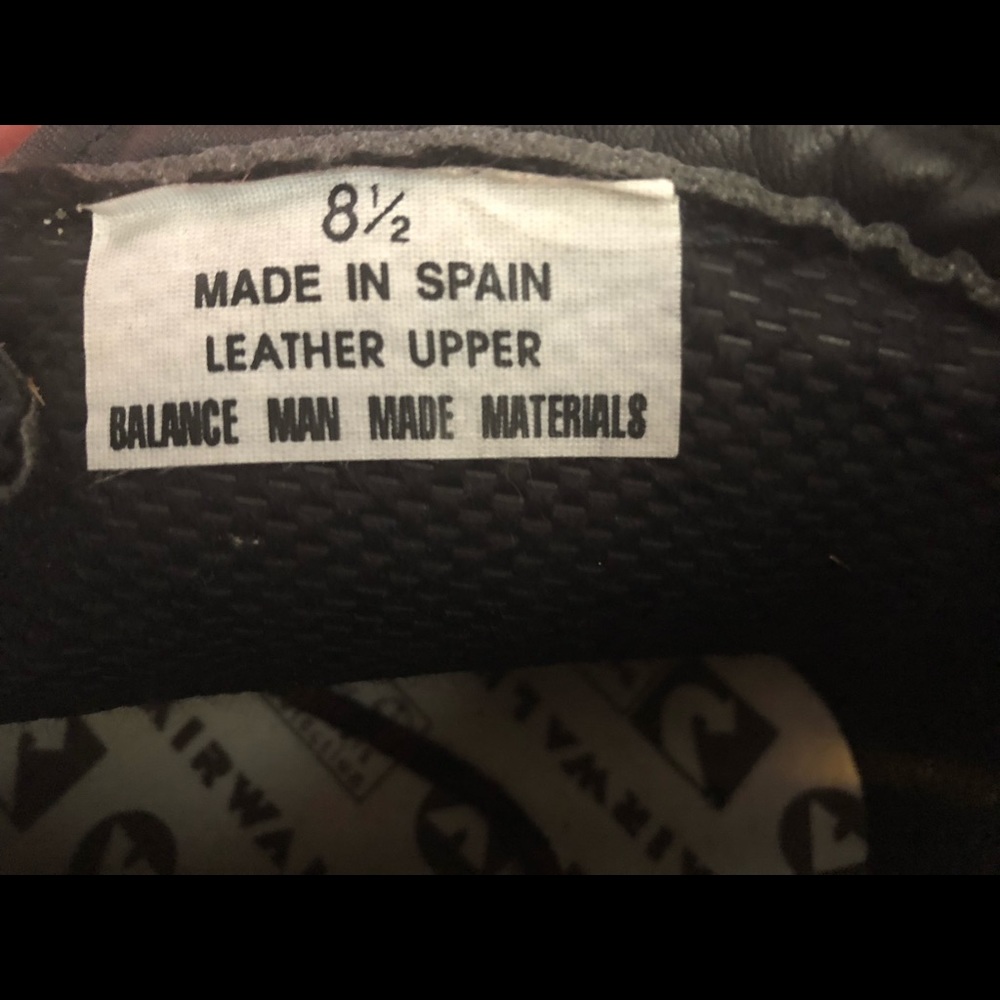 8½
MADE IN SPAIN
LEATHER UPPER
BALANCE MAN MADE MATERIALS